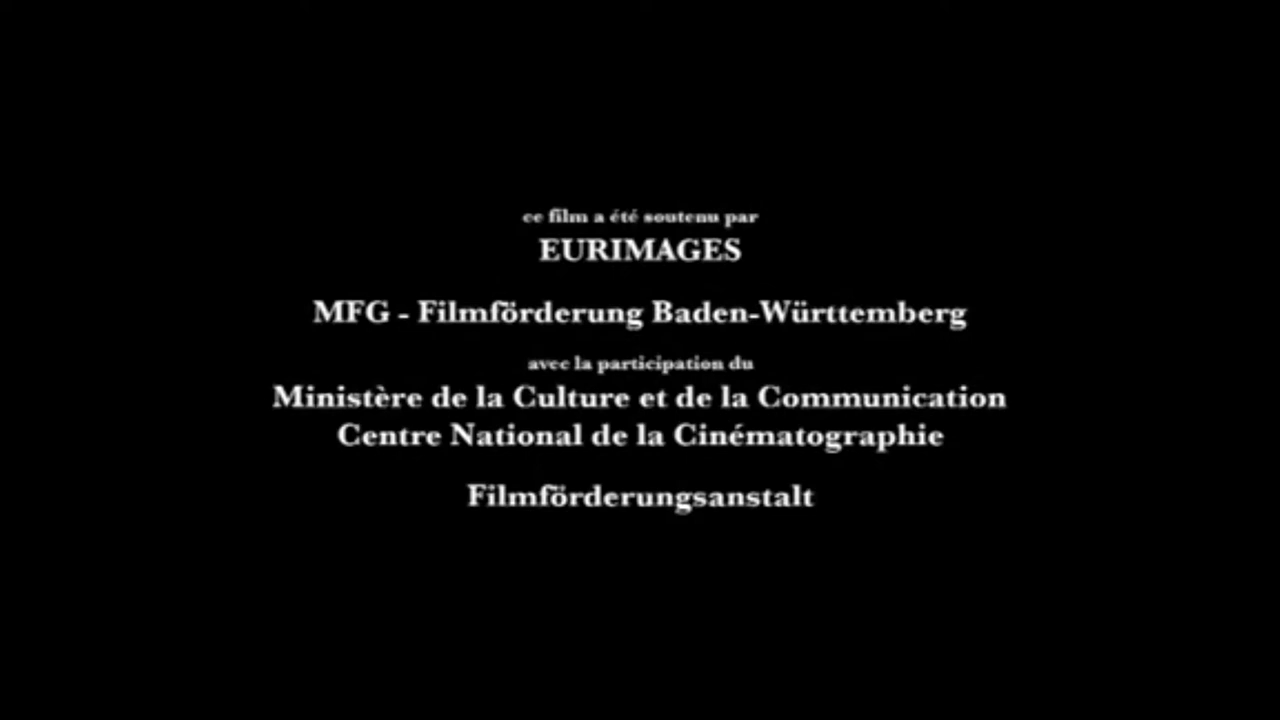 ce film a été soutenu par
EURIMAGES
MFG - Filmförderung Baden-Württemberg
avec la participation du
Ministère de la Culture et de la Communication
Centre National de la Cinématographie
Filmförderungsanstalt